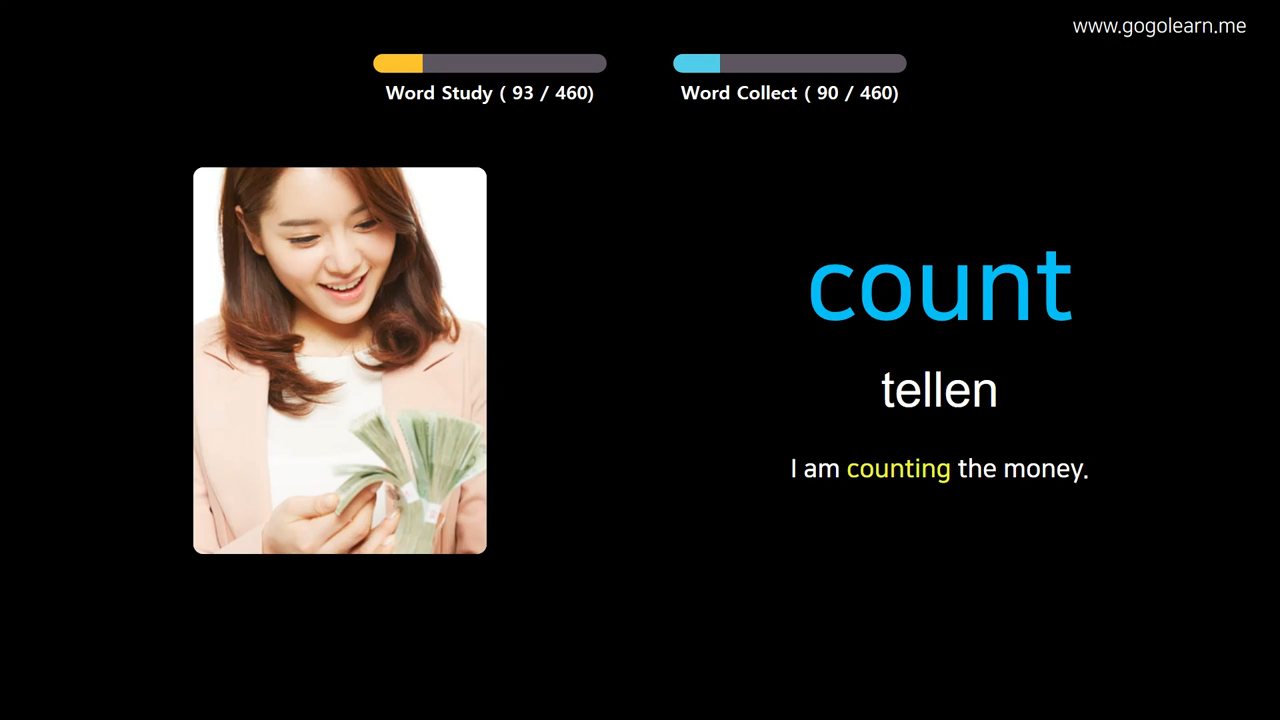 www.gogolearn.me
Word Study ( 93 / 460)
Word Collect ( 90 / 460)
count
tellen
I am counting the money.